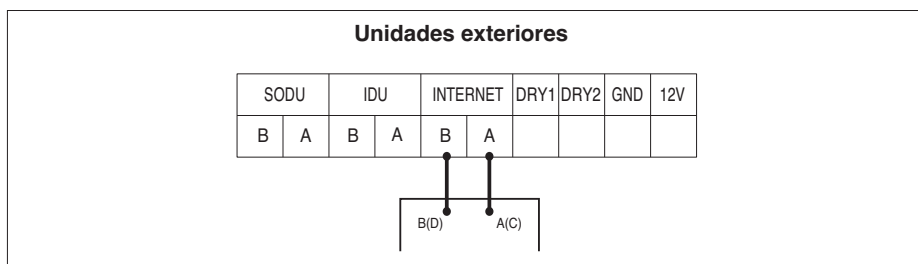 Unidades exteriores
SODU IDU INTERNET DRY1 DRY2 GND 12V
B A B A B A
B(D) A(C)